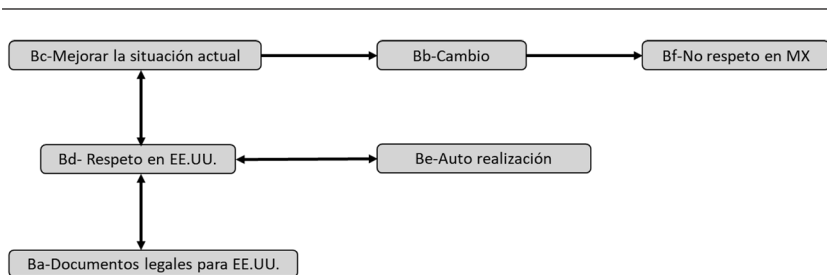 Bc-Mejorar la situación actual
Bb-Cambio
Bf-No respeto en MX
Bd- Respeto en EE.UU.
Be-Auto realización
Ba-Documentos legales para EE.UU.